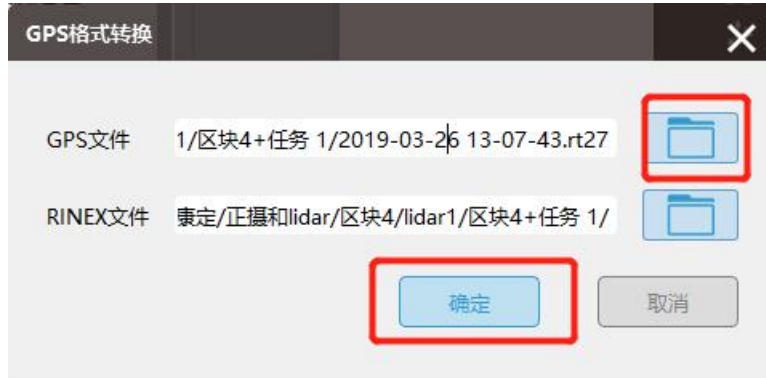 GPS格式转换
GPS文件 1/区块4+任务 1/2019-03-26 13-07-43.rt27
RINEX文件 康定/正摄和lidar/区块4/lidar1/区块4+任务 1/
确定 取消